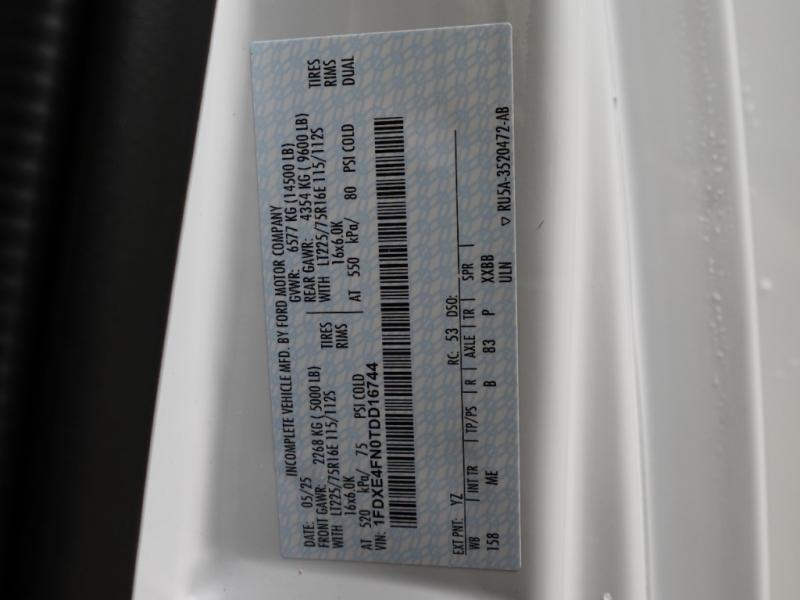 INCOMPLETE VEHICLE MFD. BY FORD MOTOR COMPANY
DATE: 05/25 GVWR: 6577 KG (14500 LB)
FRONT GAWR: 2268 KG ( 5000 LB) REAR GAWR: 4354 KG ( 9600 LB)
WITH LT225/75R16E 115/112S TIRES WITH LT225/75R16E 115/112S TIRES
16x6.0K RIMS 16x6.0K RIMS
AT 520 kPa/ 75 PSI COLD AT 550 kPa/ 80 PSI COLD DUAL
VIN: 1FDXE4FN0TDD16744
EXT PNT: YZ RC: 53 DSO:
WB INT TR TP/PS R AXLE TR SPR
158 ME B 83 P XXBB
ULN ▽ RU5A-3520472-AB